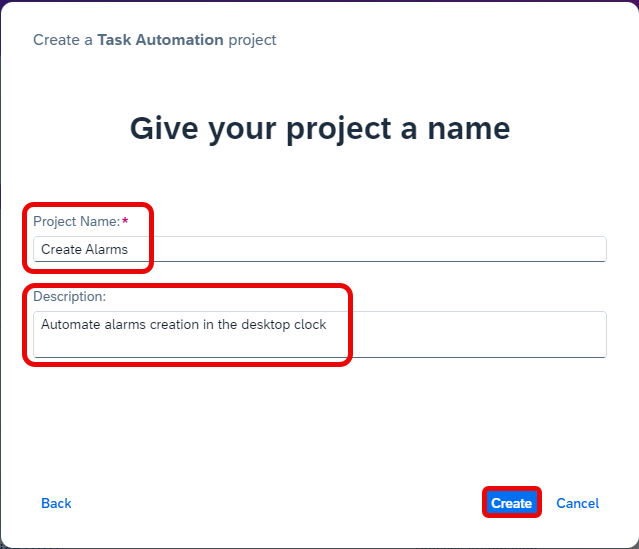 Create a Task Automation project
Give your project a name
Project Name:*
Create Alarms
Description:
Automate alarms creation in the desktop clock
Back Create Cancel